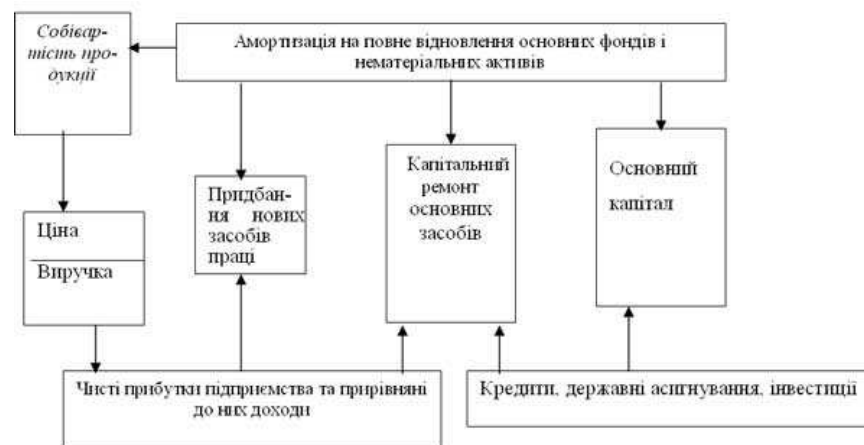 Собівар-
тість про-
дукції
Амортизація на повне відновлення основних фондів і
нематеріальних активів
Придбан-
ня нових
засобів
праці
Капітальний
ремонт
основних
засобів
Основний
капітал
Ціна
Виручка
Чисті прибутки підприємства та прирівняні
до них доходи
Кредити, державні асигнування, інвестиції